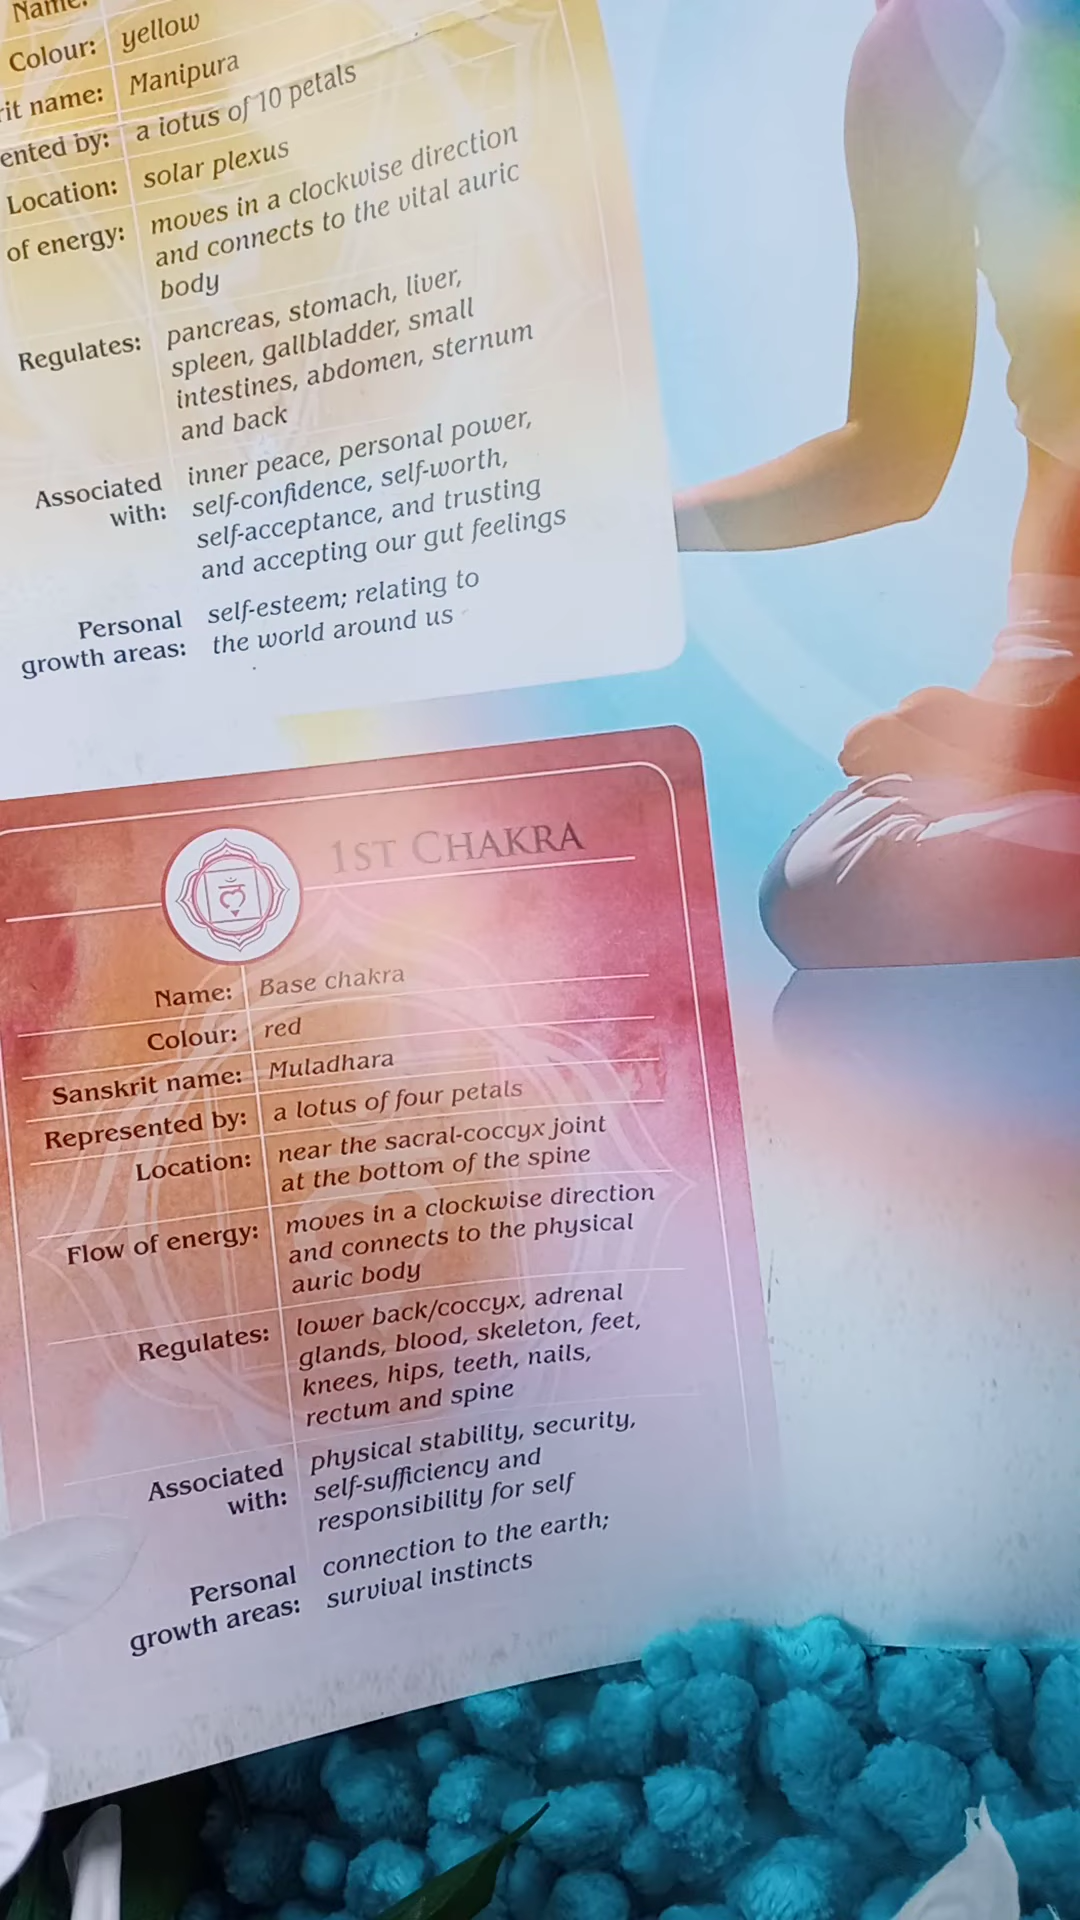 Name:
Colour: yellow
rit name: Manipura
ented by: a lotus of 10 petals
Location: solar plexus
of energy: moves in a clockwise direction
and connects to the vital auric
body
Regulates: pancreas, stomach, liver,
spleen, gallbladder, small
intestines, abdomen, sternum
and back
Associated inner peace, personal power,
with: self-confidence, self-worth,
self-acceptance, and trusting
and accepting our gut feelings
Personal self-esteem; relating to
growth areas: the world around us
1ST CHAKRA
Name: Base chakra
Colour: red
Sanskrit name: Muladhara
Represented by: a lotus of four petals
Location: near the sacral-coccyx joint
at the bottom of the spine
Flow of energy: moves in a clockwise direction
and connects to the physical
auric body
Regulates: lower back/coccyx, adrenal
glands, blood, skeleton, feet,
knees, hips, teeth, nails,
rectum and spine
Associated physical stability, security,
with: self-sufficiency and
responsibility for self
Personal connection to the earth;
growth areas: survival instincts